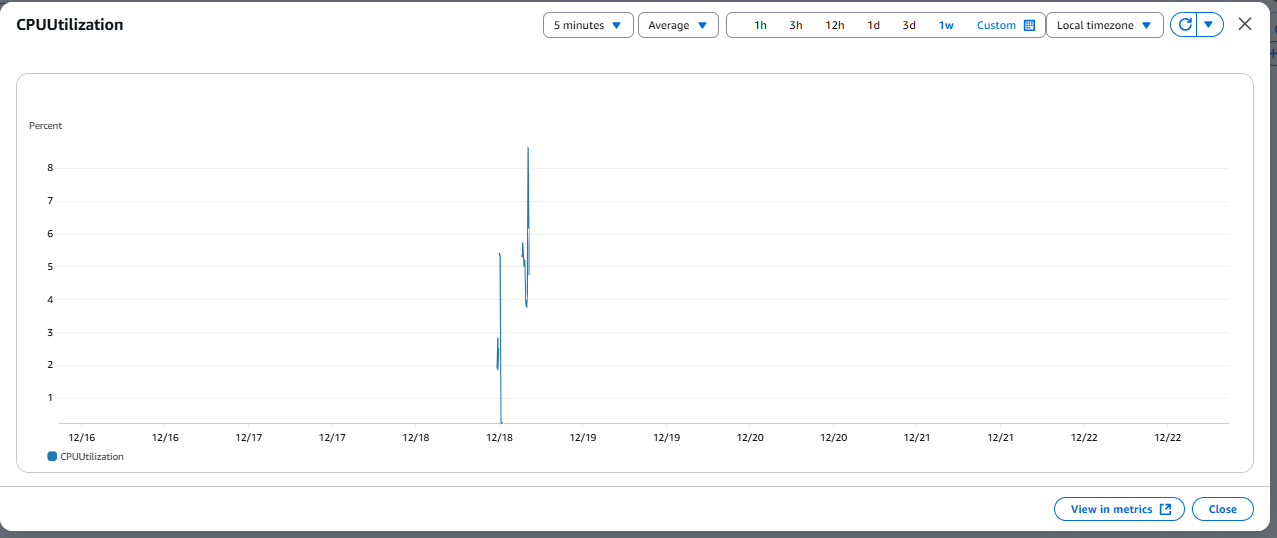 CPUUtilization
5 minutes Average 1h 3h 12h 1d 3d 1w Custom Local timezone
Percent
8
7
6
5
4
3
2
1
12/16 12/16 12/17 12/17 12/18 12/18 12/19 12/19 12/20 12/20 12/21 12/21 12/22 12/22
CPUUtilization
View in metrics Close